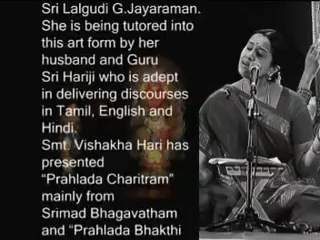 Sri Lalgudi G.Jayaraman.
She is being tutored into
this art form by her
husband and Guru
Sri Hariji who is adept
in delivering discourses
in Tamil, English and
Hindi.
Smt. Vishakha Hari has
presented
“Prahlada Charitram”
mainly from
Srimad Bhagavatham
and “Prahlada Bhakthi